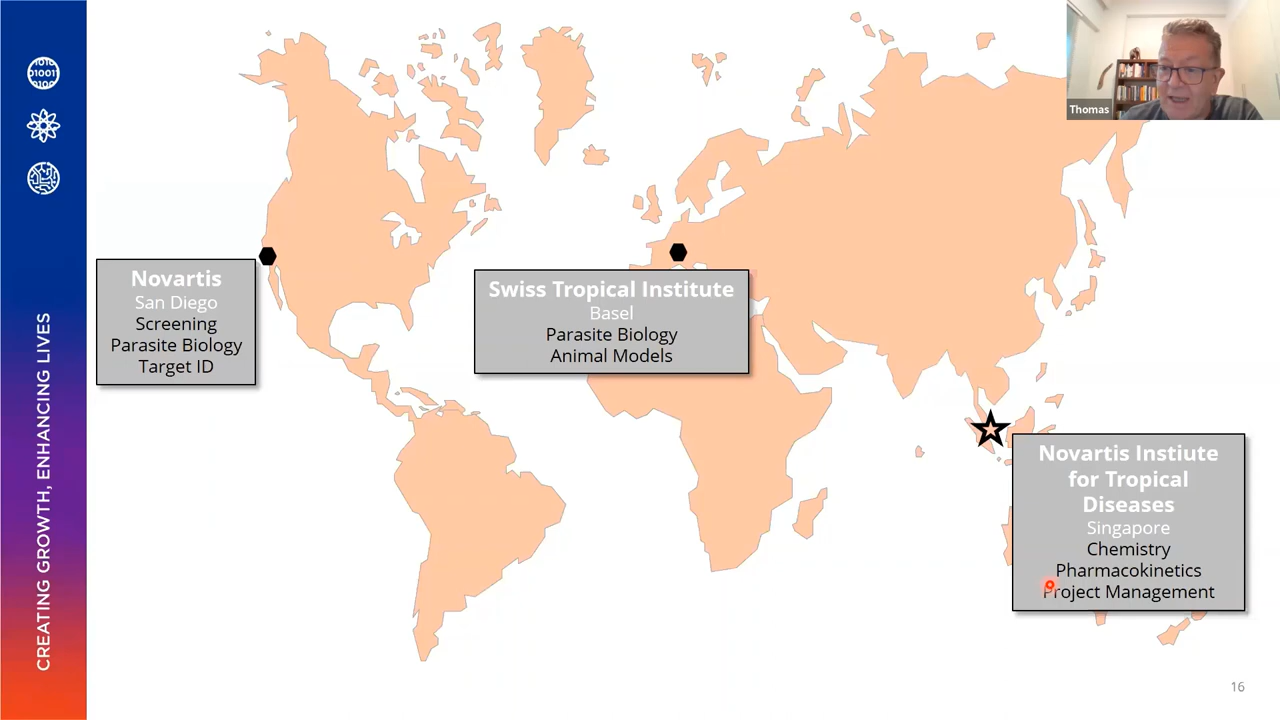 010011
CREATING GROWTH, ENHANCING LIVES
Thomas
Novartis
San Diego
Screening
Parasite Biology
Target ID
Swiss Tropical Institute
Basel
Parasite Biology
Animal Models
Novartis Instiute
for Tropical
Diseases
Singapore
Chemistry
Pharmacokinetics
Project Management
16